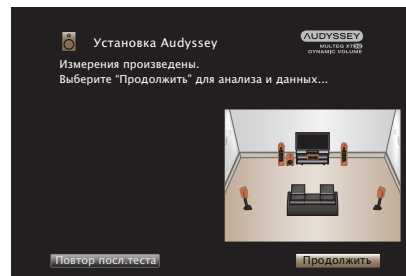 Установка Audyssey
AUDYSSEY
MULTEQ XT32
DYNAMIC VOLUME
Измерения произведены.
Выберите “Продолжить” для анализа и данных...
Повтор посл.теста
Продолжить